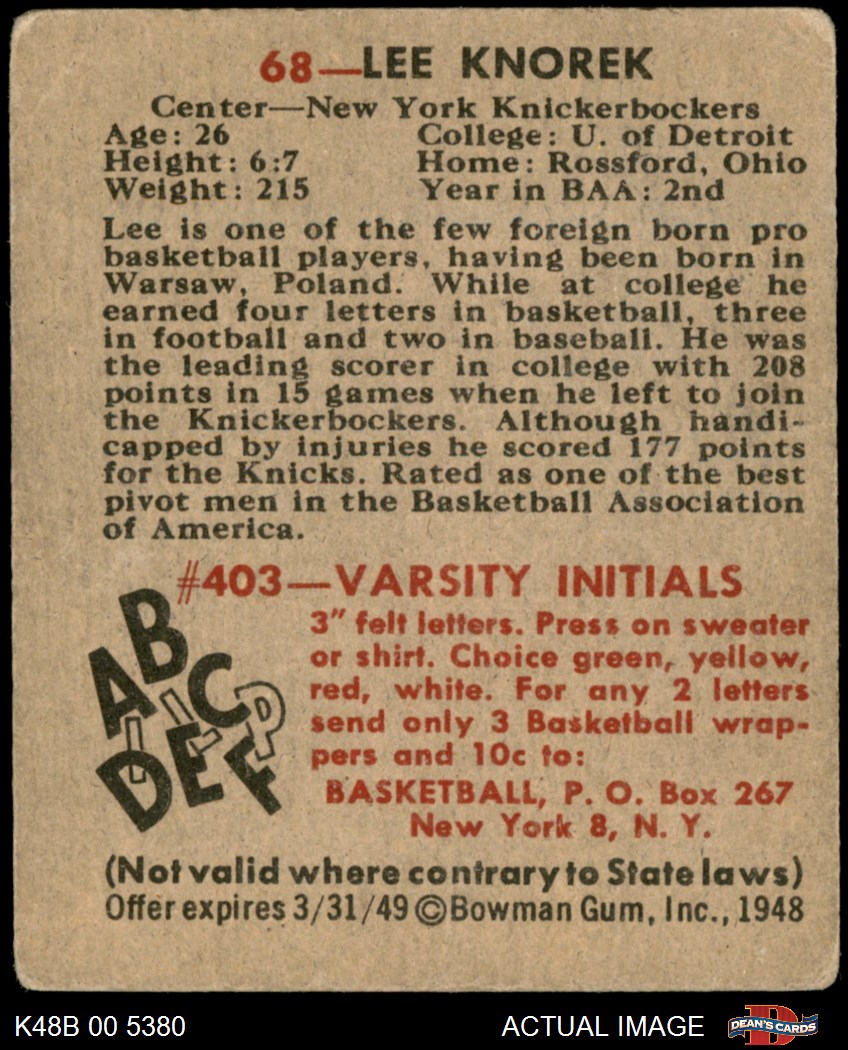 68—LEE KNOREK
Center—New York Knickerbockers
Age: 26 College: U. of Detroit
Height: 6:7 Home: Rossford, Ohio
Weight: 215 Year in BAA: 2nd
Lee is one of the few foreign born pro
basketball players, having been born in
Warsaw, Poland. While at college he
earned four letters in basketball, three
in football and two in baseball. He was
the leading scorer in college with 208
points in 15 games when he left to join
the Knickerbockers. Although handi-
capped by injuries he scored 177 points
for the Knicks. Rated as one of the best
pivot men in the Basketball Association
of America.
#403—VARSITY INITIALS
ABC
DEF
P
3" felt letters. Press on sweater
or shirt. Choice green, yellow,
red, white. For any 2 letters
send only 3 Basketball wrap-
pers and 10c to:
BASKETBALL, P. O. Box 267
New York 8, N. Y.
(Not valid where contrary to State laws)
Offer expires 3/31/49 ©Bowman Gum, Inc., 1948
K48B 00 5380 ACTUAL IMAGE D DEAN'S CARDS